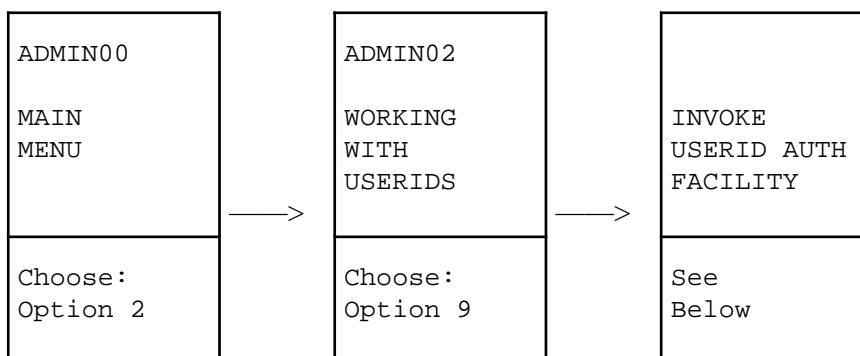 ADMIN00
MAIN
MENU
Choose:
Option 2
———>
ADMIN02
WORKING
WITH
USERIDS
Choose:
Option 9
———>
INVOKE
USERID AUTH
FACILITY
See
Below